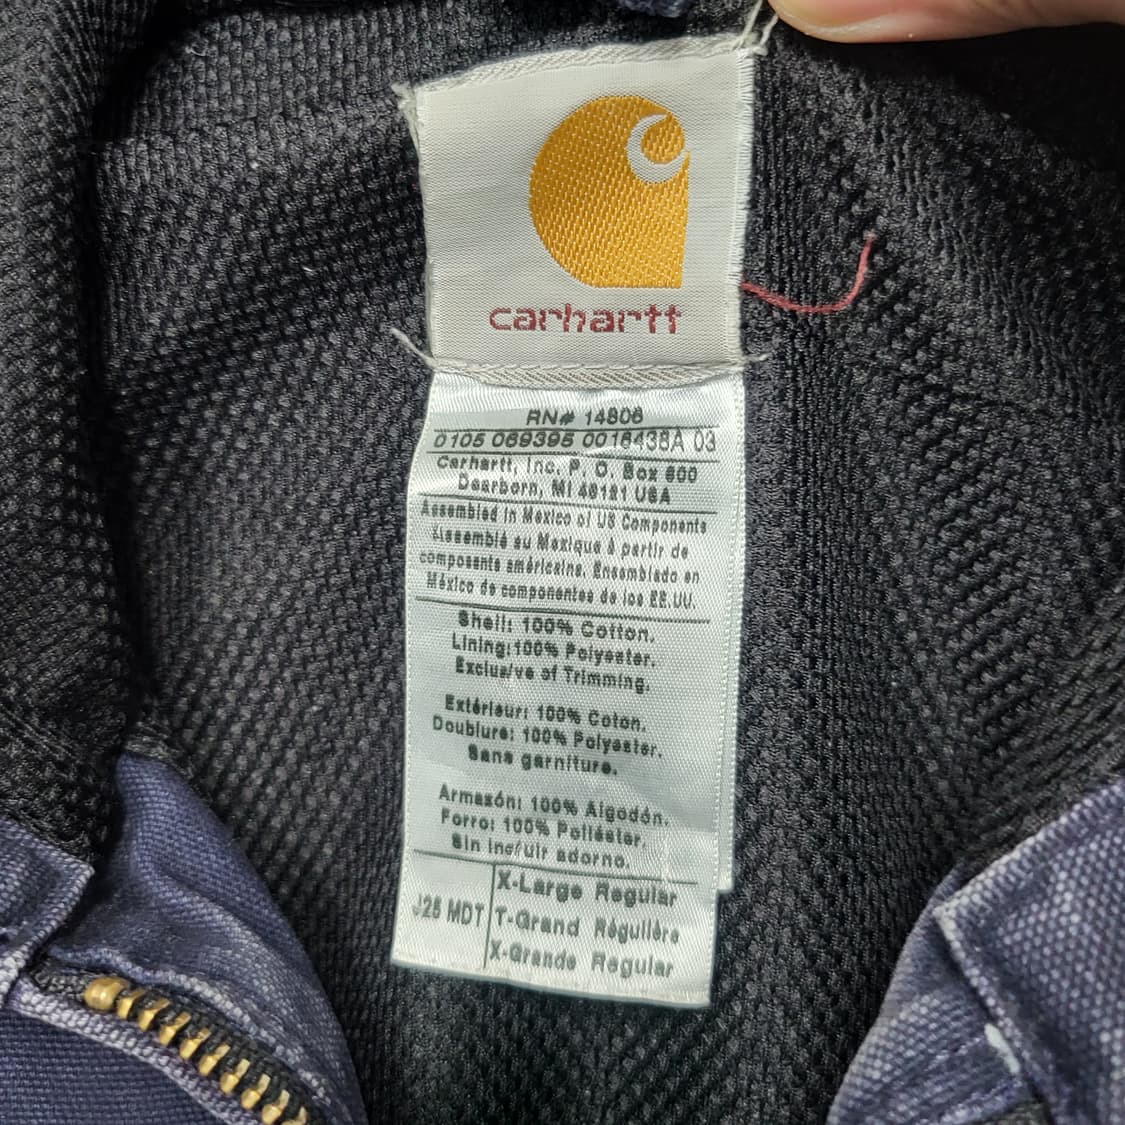 carhartt
RN# 14806
0105 069395 0016438A 03
Carhartt, Inc. P. O. Box 600
Dearborn, MI 48121 USA
Assembled in Mexico of US Components
Assemblé au Mexique à partir de
composants américains. Ensamblado en
México de componentes de los EE.UU.
Shell: 100% Cotton.
Lining:100% Polyester.
Exclusive of Trimming.
Extérieur: 100% Coton.
Doublure: 100% Polyester.
Sans garniture.
Armazón: 100% Algodón.
Forro: 100% Poliéster.
Sin incluir adorno.
J25 MDT
X-Large Regular
T-Grand Régulière
X-Grande Regular